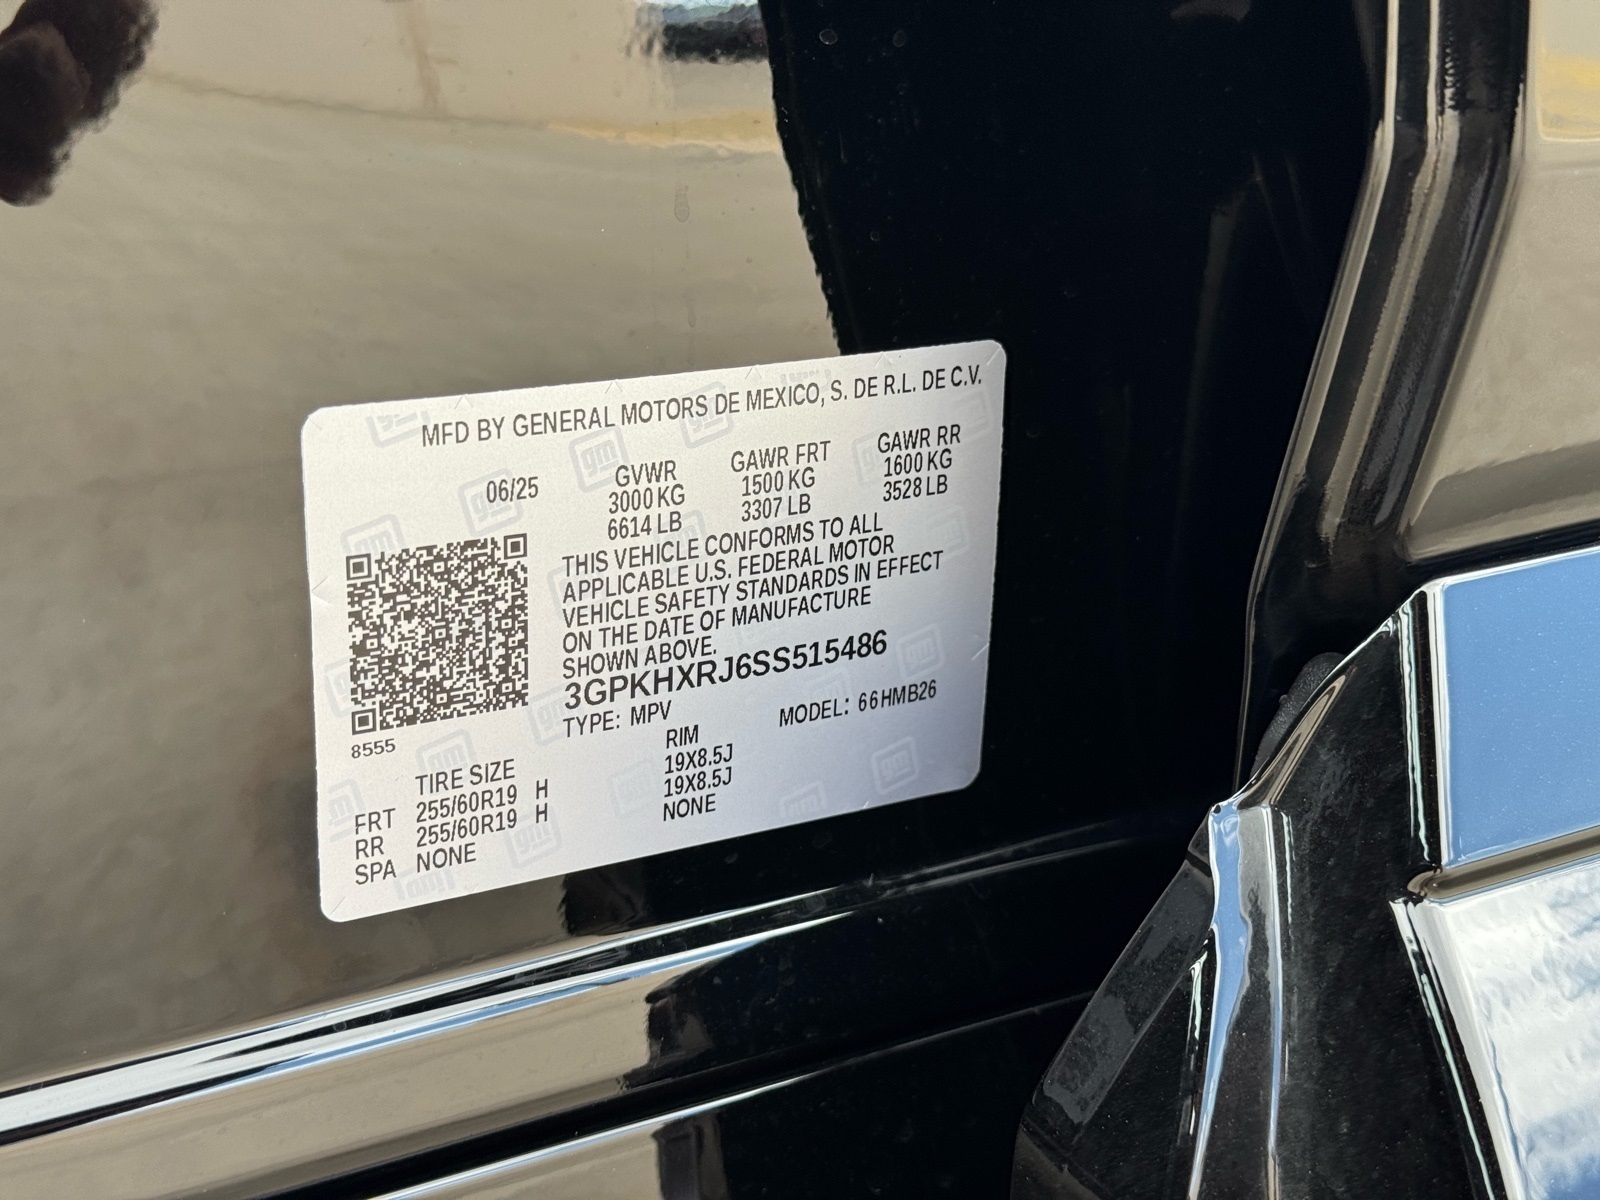 MFD BY GENERAL MOTORS DE MEXICO, S. DE R.L. DE C.V.
06/25 GVWR GAWR FRT GAWR RR
3000 KG 1500 KG 1600 KG
6614 LB 3307 LB 3528 LB
THIS VEHICLE CONFORMS TO ALL
APPLICABLE U.S. FEDERAL MOTOR
VEHICLE SAFETY STANDARDS IN EFFECT
ON THE DATE OF MANUFACTURE
SHOWN ABOVE.
3GPKHXRJ6SS515486
TYPE: MPV MODEL: 66HMB26
8555
TIRE SIZE RIM
FRT 255/60R19 H 19X8.5J
RR 255/60R19 H 19X8.5J
SPA NONE NONE